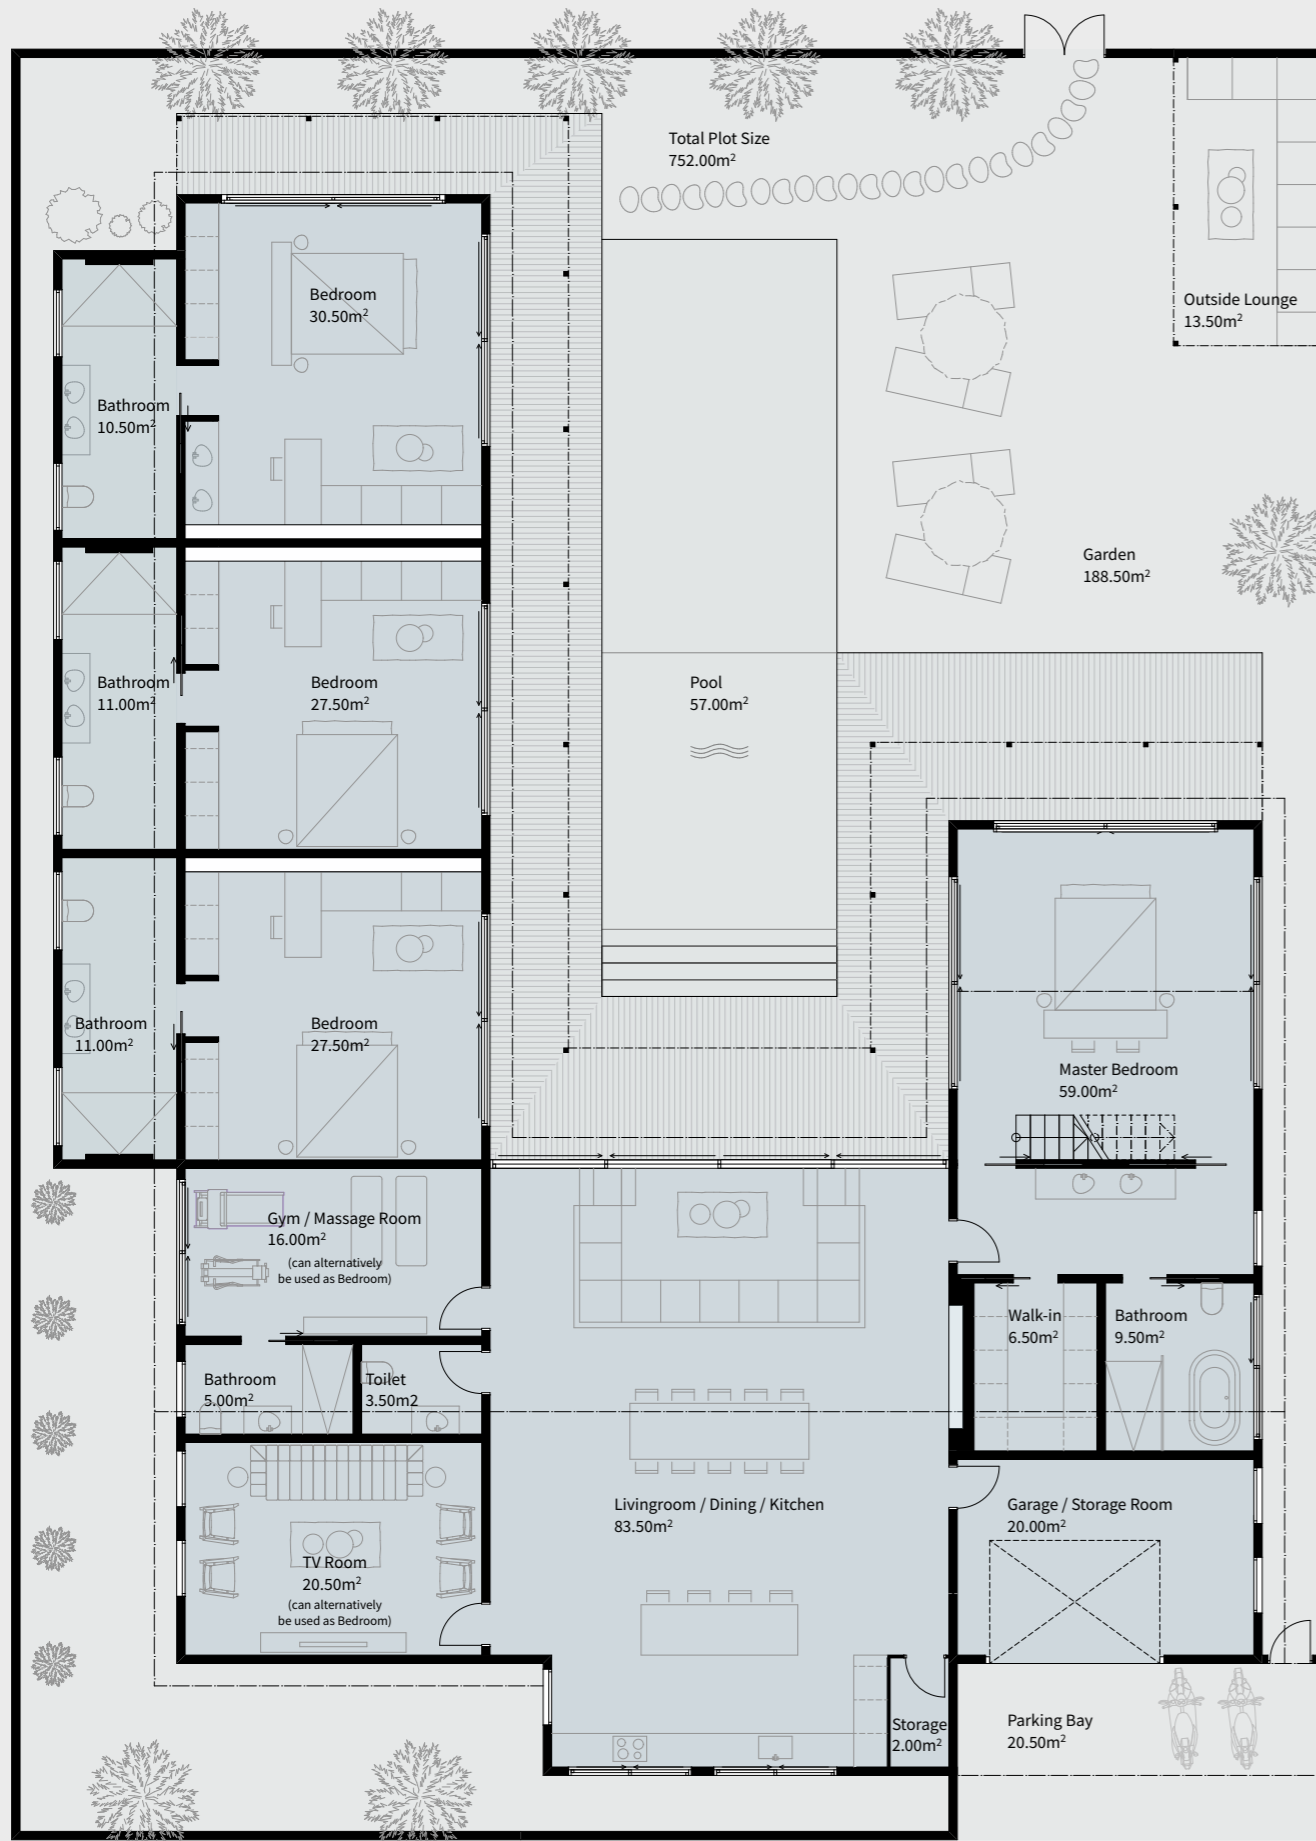 Total Plot Size
752.00m²
Outside Lounge
13.50m²
Bedroom
30.50m²
Bathroom
10.50m²
Garden
188.50m²
Bathroom
11.00m²
Bedroom
27.50m²
Pool
57.00m²
Bathroom
11.00m²
Bedroom
27.50m²
Master Bedroom
59.00m²
Gym / Massage Room
16.00m²
(can alternatively
be used as Bedroom)
Walk-in
6.50m²
Bathroom
9.50m²
Bathroom
5.00m²
Toilet
3.50m2
Livingroom / Dining / Kitchen
83.50m²
Garage / Storage Room
20.00m²
TV Room
20.50m²
(can alternatively
be used as Bedroom)
Storage
2.00m²
Parking Bay
20.50m²